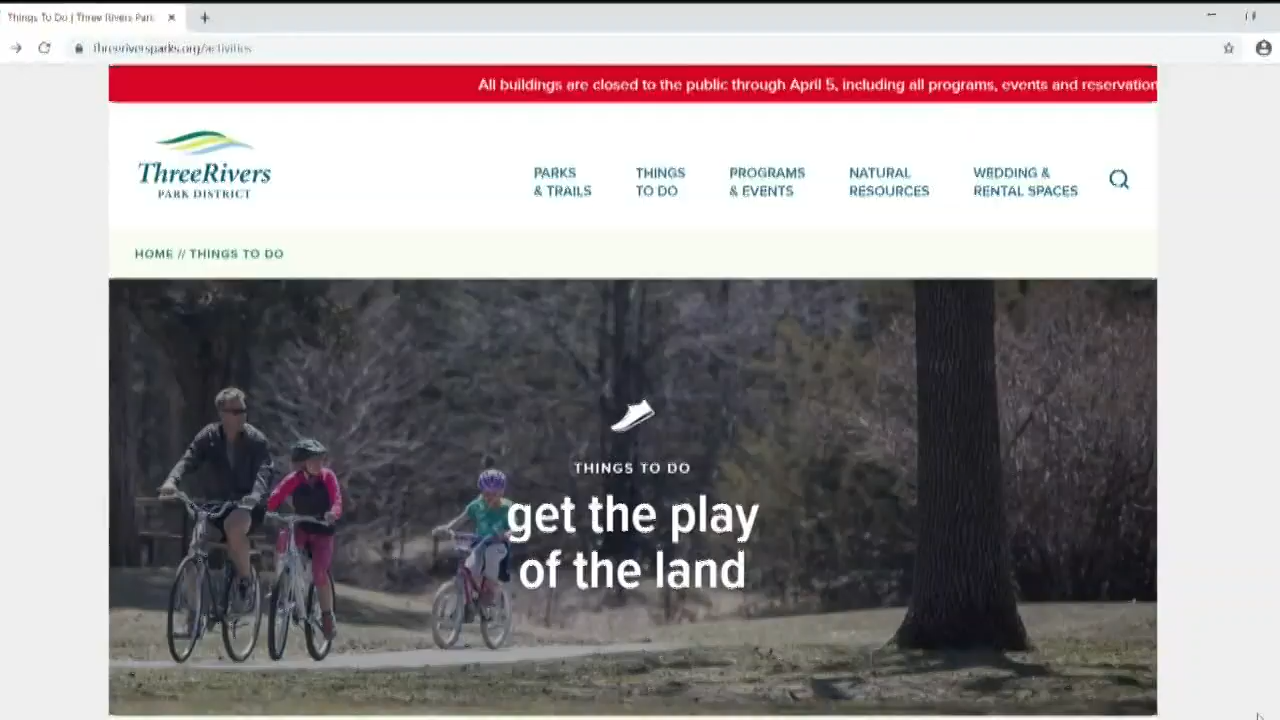 Things To Do | Three Rivers Park
threeriversparks.org/activities
All buildings are closed to the public through April 5, including all programs, events and reservation
ThreeRivers
PARK DISTRICT
PARKS
& TRAILS
THINGS
TO DO
PROGRAMS
& EVENTS
NATURAL
RESOURCES
WEDDING &
RENTAL SPACES
HOME // THINGS TO DO
THINGS TO DO
get the play
of the land